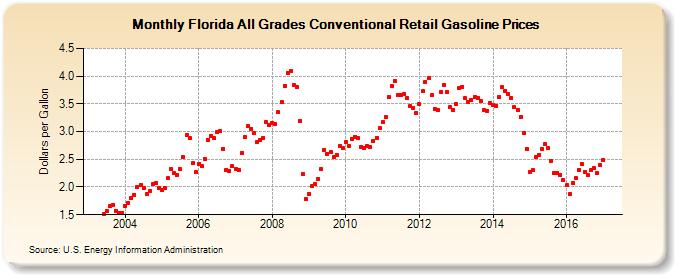 Monthly Florida All Grades Conventional Retail Gasoline Prices
Dollars per Gallon
4.5
4.0
3.5
3.0
2.5
2.0
1.5
2004 2006 2008 2010 2012 2014 2016
Source: U.S. Energy Information Administration